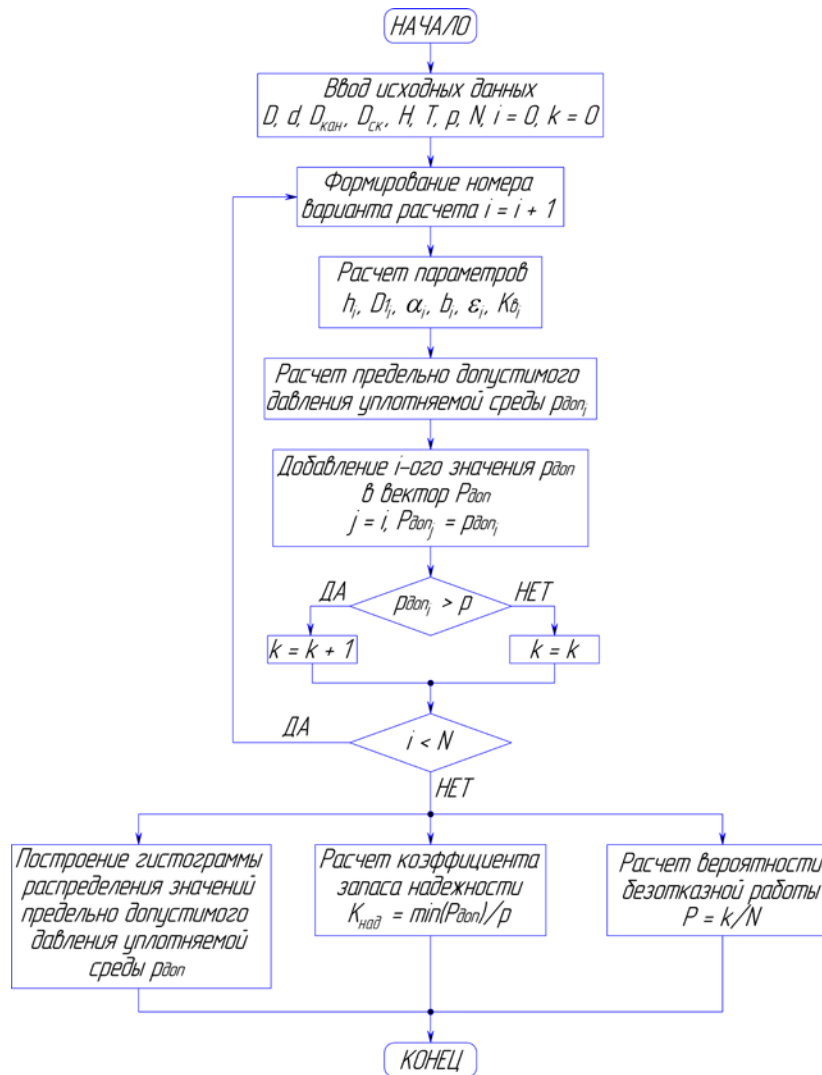 НАЧАЛО
Ввод исходных данных
D, d, Dкан, Dск, H, T, p, N, i = 0, k = 0
Формирование номера
варианта расчета i = i + 1
Расчет параметров
hᵢ, D1ᵢ, αᵢ, bᵢ, εᵢ, Kвᵢ
Расчет предельно допустимого
давления уплотняемой среды pдопᵢ
Добавление i-ого значения pдоп
в вектор Pдоп
j = i, Pдопⱼ = pдопᵢ
ДА
pдопᵢ > p
НЕТ
k = k + 1
k = k
ДА
i < N
НЕТ
Построение гистограммы
распределения значений
предельно допустимого
давления уплотняемой
среды pдоп
Расчет коэффициента
запаса надежности
Kнад = min(Pдоп)/p
Расчет вероятности
безотказной работы
P = k/N
КОНЕЦ